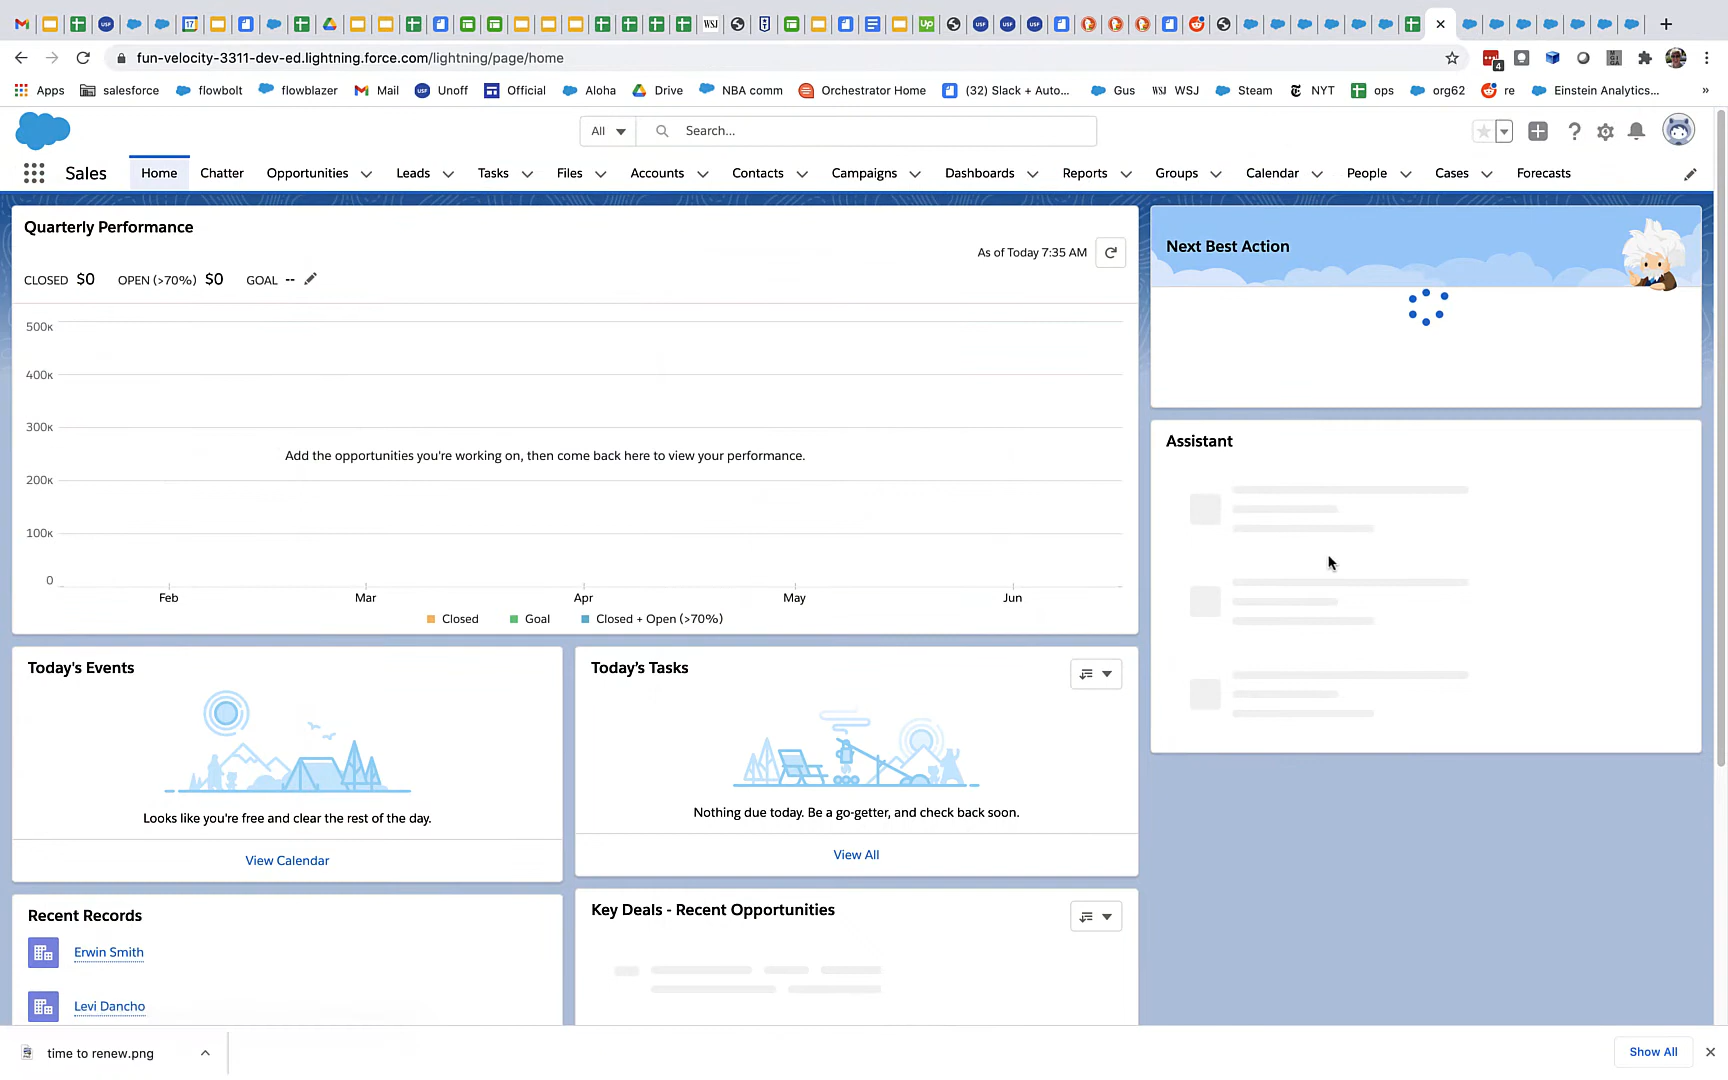 fun-velocity-3311-dev-ed.lightning.force.com/lightning/page/home
4
Apps salesforce flowbolt flowblazer Mail Unoff Official Aloha Drive NBA comm Orchestrator Home (32) Slack + Auto... Gus WSJ Steam NYT ops org62 re Einstein Analytics... »
All Search...
Sales Home Chatter Opportunities Leads Tasks Files Accounts Contacts Campaigns Dashboards Reports Groups Calendar People Cases Forecasts
Quarterly Performance
As of Today 7:35 AM
CLOSED $0 OPEN (>70%) $0 GOAL --
500K
400K
300K
Add the opportunities you're working on, then come back here to view your performance.
200K
100K
0
Feb Mar Apr May Jun
Closed Goal Closed + Open (>70%)
Next Best Action
Assistant
Today's Events
Looks like you're free and clear the rest of the day.
View Calendar
Today's Tasks
Nothing due today. Be a go-getter, and check back soon.
View All
Recent Records
Erwin Smith
Levi Dancho
Key Deals - Recent Opportunities
time to renew.png
Show All